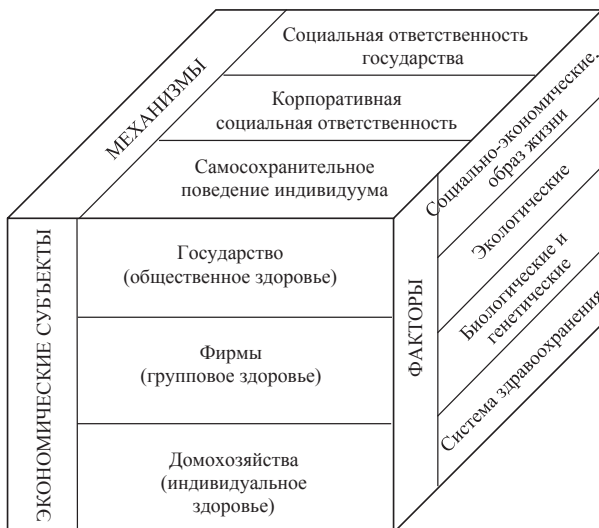 МЕХАНИЗМЫ
Социальная ответственность
государства
Корпоративная
социальная ответственность
Самосохранительное
поведение индивидуума
ЭКОНОМИЧЕСКИЕ СУБЪЕКТЫ
Государство
(общественное здоровье)
Фирмы
(групповое здоровье)
Домохозяйства
(индивидуальное
здоровье)
ФАКТОРЫ
Социально-экономические,
образ жизни
Экологические
Биологические и
генетические
Система здравоохранения